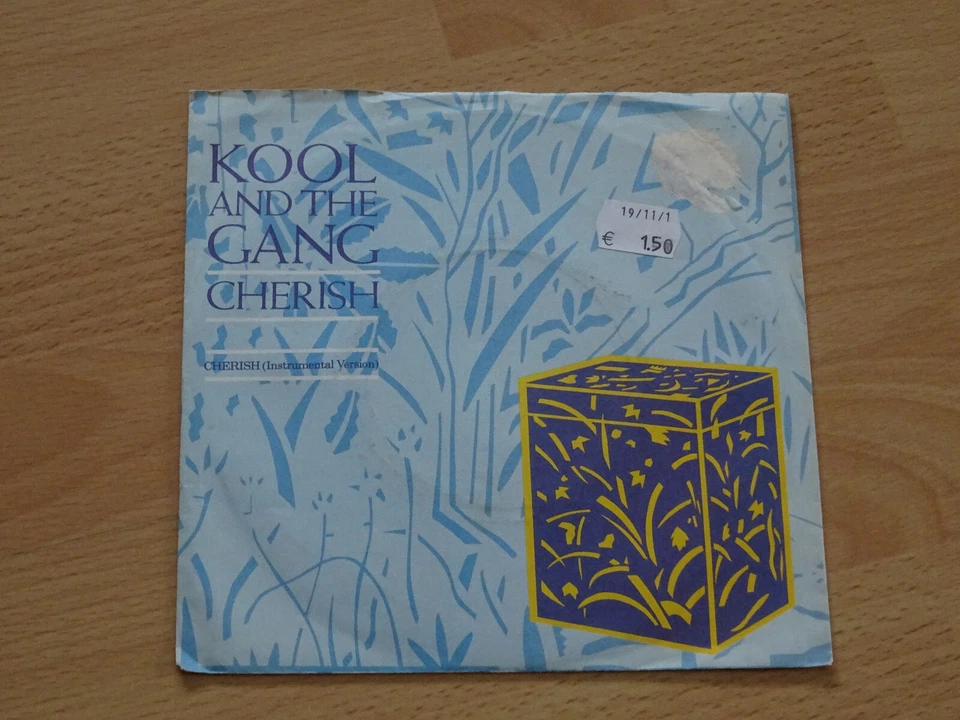 KOOL
AND THE
GANG
CHERISH
CHERISH (Instrumental Version)
19/11/1
€ 1.50